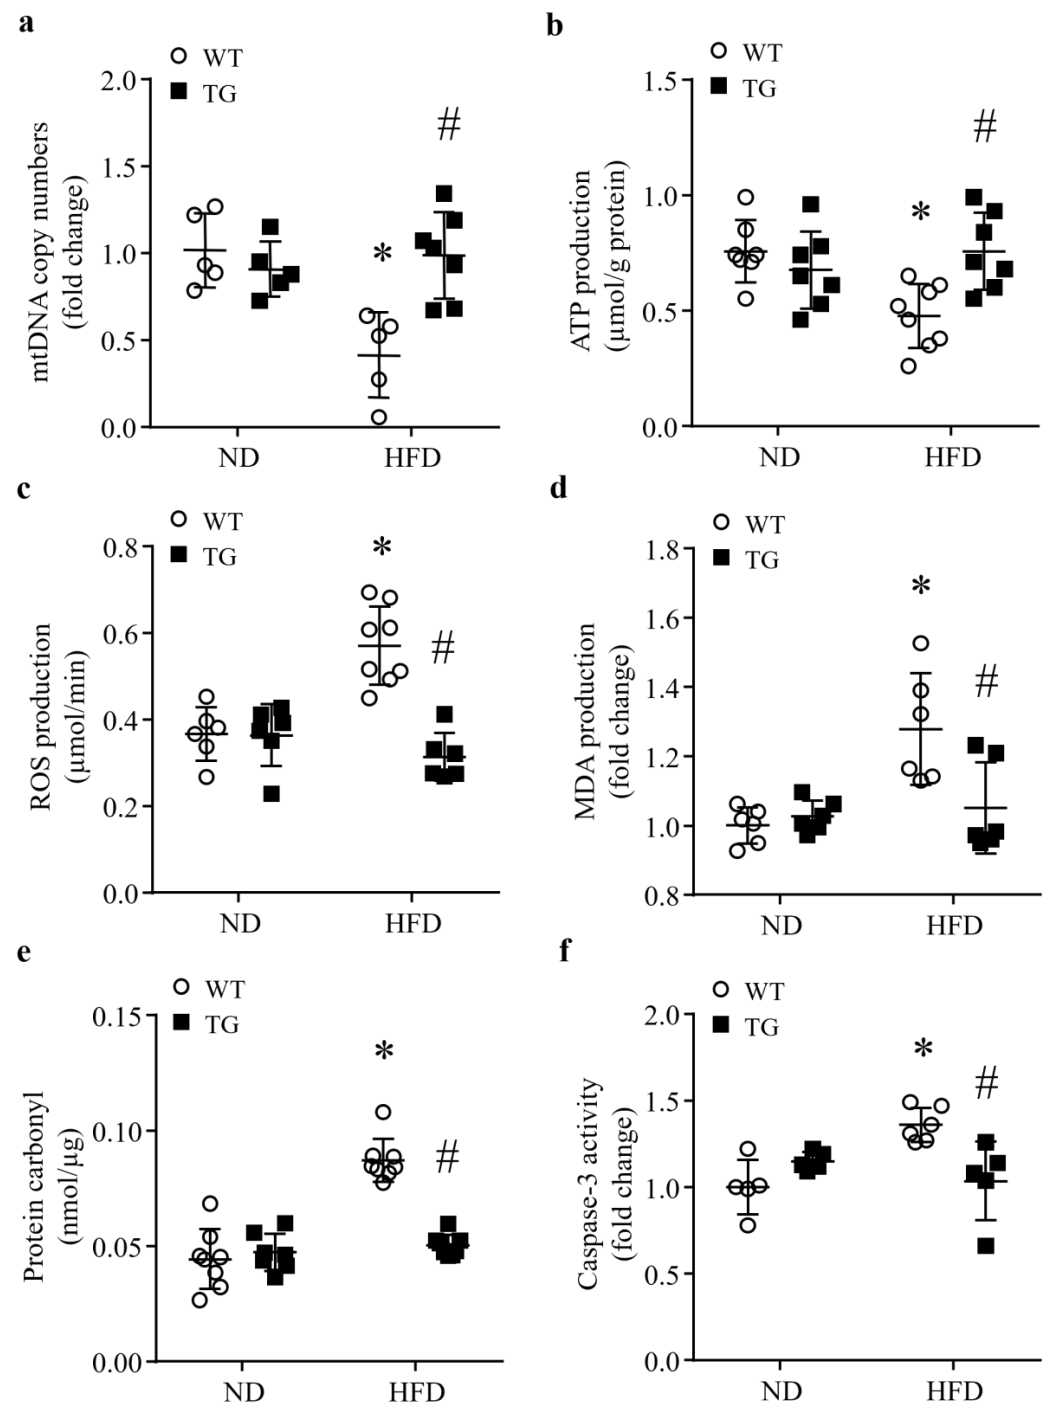 a
WT
TG
mtDNA copy numbers
(fold change)
2.0
1.5
1.0
0.5
0.0
*
#
ND
HFD
b
WT
TG
ATP production
(μmol/g protein)
1.5
1.0
0.5
0.0
*
#
ND
HFD
c
WT
TG
ROS production
(μmol/min)
0.8
0.6
0.4
0.2
0.0
*
#
ND
HFD
d
WT
TG
MDA production
(fold change)
1.8
1.6
1.4
1.2
1.0
0.8
*
#
ND
HFD
e
WT
TG
Protein carbonyl
(nmol/μg)
0.15
0.10
0.05
0.00
*
#
ND
HFD
f
WT
TG
Caspase-3 activity
(fold change)
2.0
1.5
1.0
0.5
0.0
*
#
ND
HFD